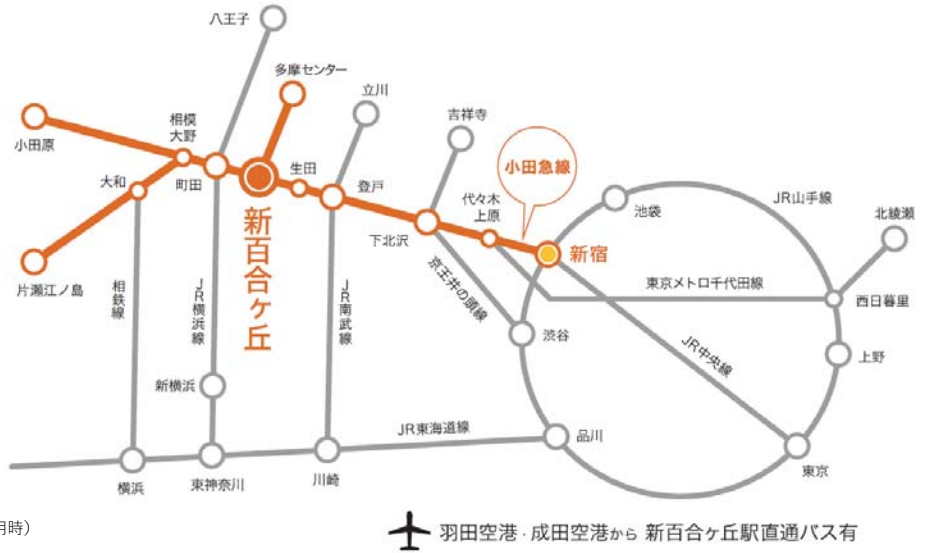 八王子
多摩センター
立川
吉祥寺
小田急線
小田原
相模
大野
大和
町田
生田
登戸
下北沢
代々木
上原
新宿
池袋
JR山手線
北綾瀬
新百合ヶ丘
片瀬江ノ島
相鉄線
JR横浜線
JR南武線
京王井の頭線
東京メトロ千代田線
西日暮里
渋谷
上野
JR中央線
新横浜
JR東海道線
品川
東京
横浜
東神奈川
川崎
月時）
羽田空港・成田空港から 新百合ヶ丘駅直通バス有